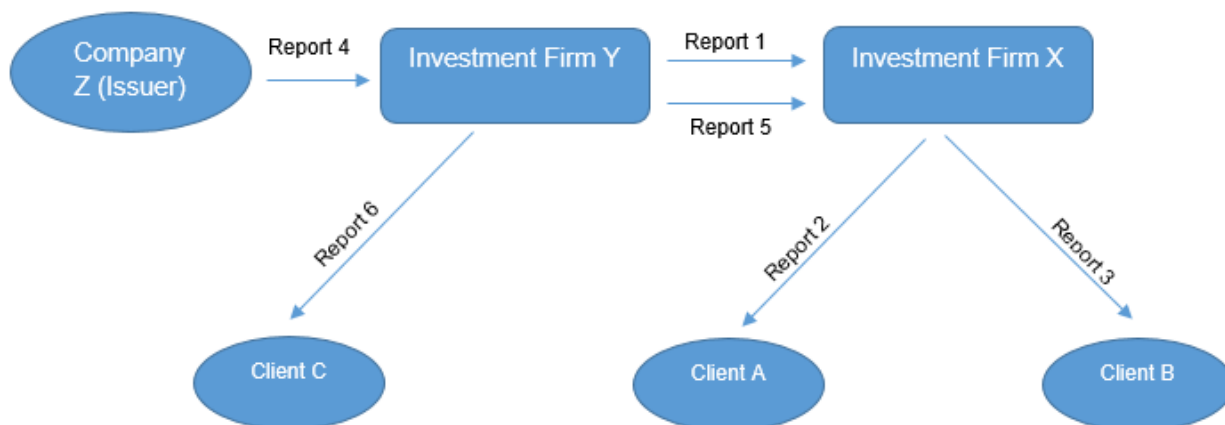 Company
Z (Issuer)
Report 4
Investment Firm Y
Report 1
Investment Firm X
Report 5
Report 6
Report 2
Report 3
Client C
Client A
Client B